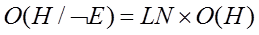 O(H / ¬E) = LN × O(H)